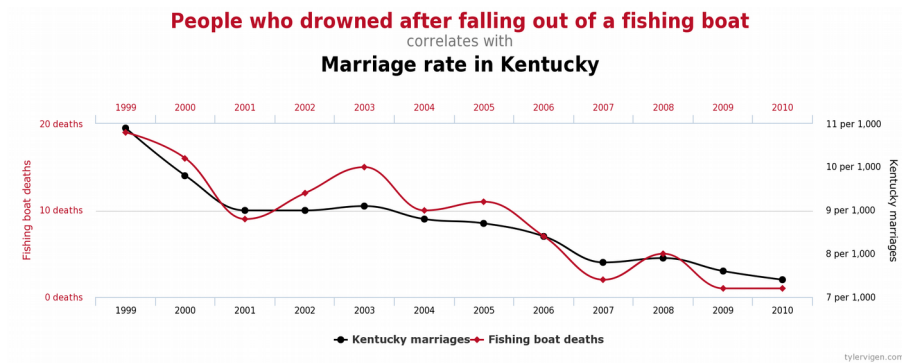 People who drowned after falling out of a fishing boat
correlates with
Marriage rate in Kentucky
1999 2000 2001 2002 2003 2004 2005 2006 2007 2008 2009 2010
20 deaths
10 deaths
0 deaths
Fishing boat deaths
11 per 1,000
10 per 1,000
9 per 1,000
8 per 1,000
7 per 1,000
Kentucky marriages
1999 2000 2001 2002 2003 2004 2005 2006 2007 2008 2009 2010
Kentucky marriages Fishing boat deaths
tylervigen.com